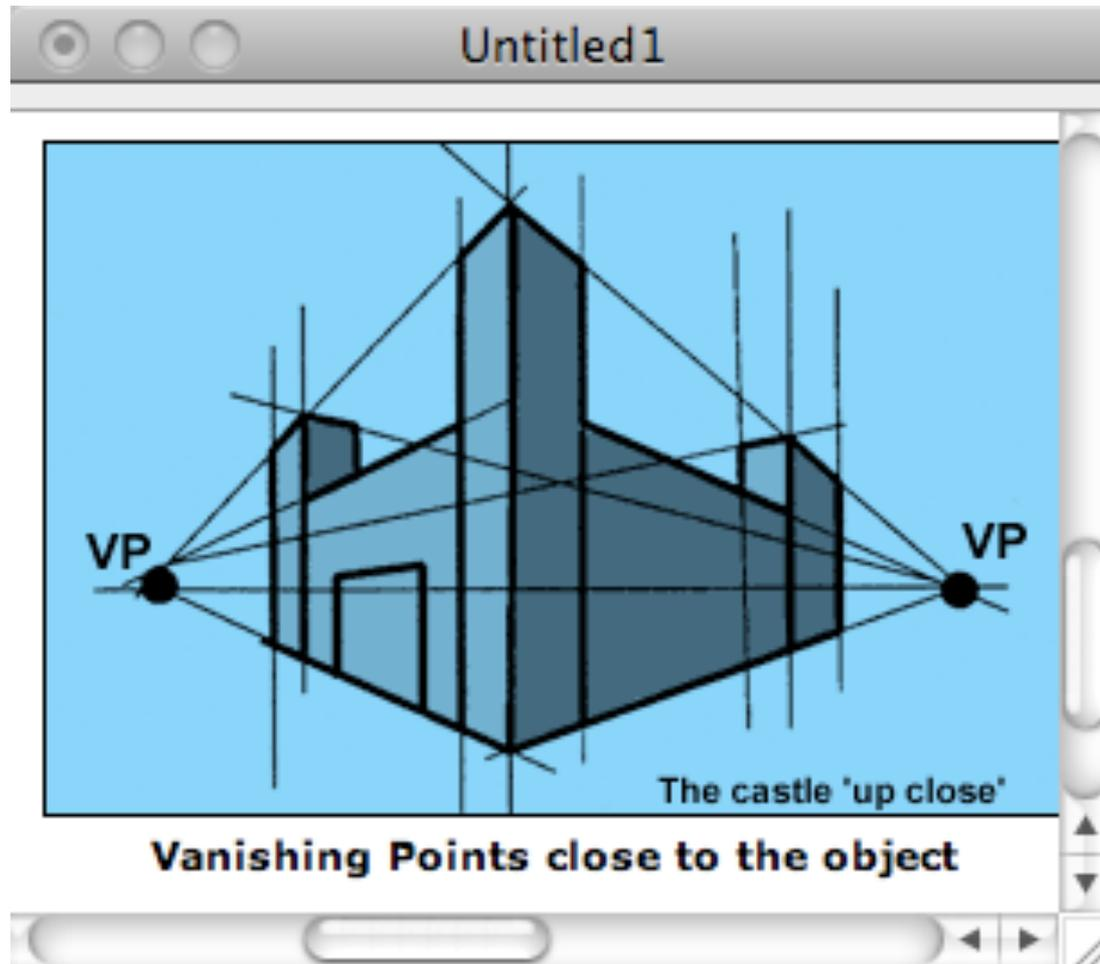 Untitled1
VP
VP
The castle 'up close'
Vanishing Points close to the object